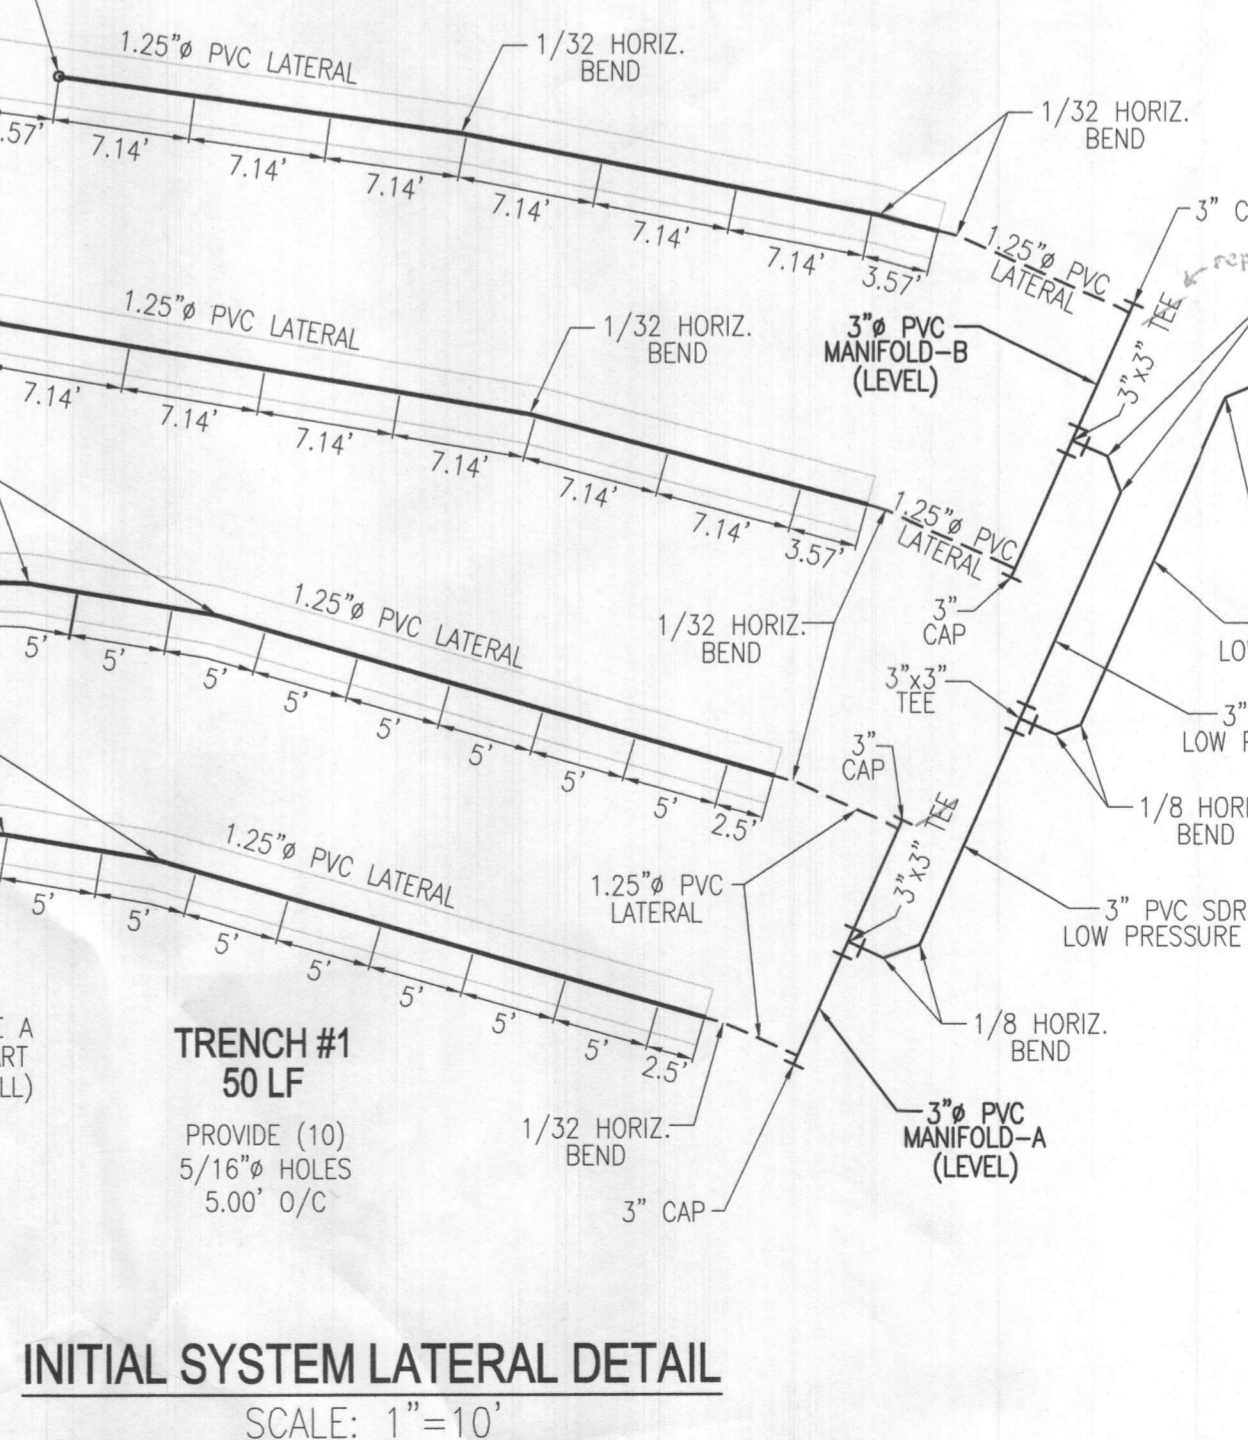 1.25"ø PVC LATERAL
1/32 HORIZ.
BEND
1/32 HORIZ.
BEND
.57'
7.14'
7.14'
7.14'
7.14'
7.14'
7.14'
3.57'
1.25"ø PVC
LATERAL
3" C
3"x3" TEE
3"ø PVC
MANIFOLD-B
(LEVEL)
1.25"ø PVC LATERAL
1/32 HORIZ.
BEND
7.14'
7.14'
7.14'
7.14'
7.14'
7.14'
3.57'
1.25"ø PVC
LATERAL
3"
CAP
1/32 HORIZ.
BEND
1.25"ø PVC LATERAL
5'
5'
5'
5'
5'
5'
5'
2.5'
3"x3"
TEE
3"
CAP
3"x3" TEE
LO
3"
LOW P
1/8 HORI
BEND
1.25"ø PVC
LATERAL
3" PVC SDR
LOW PRESSURE
1.25"ø PVC LATERAL
5'
5'
5'
5'
5'
5'
5'
2.5'
1/8 HORIZ.
BEND
E A
ART
LL)
TRENCH #1
50 LF
PROVIDE (10)
5/16"ø HOLES
5.00' O/C
1/32 HORIZ.
BEND
3" CAP
3"ø PVC
MANIFOLD-A
(LEVEL)
INITIAL SYSTEM LATERAL DETAIL
SCALE: 1"=10'